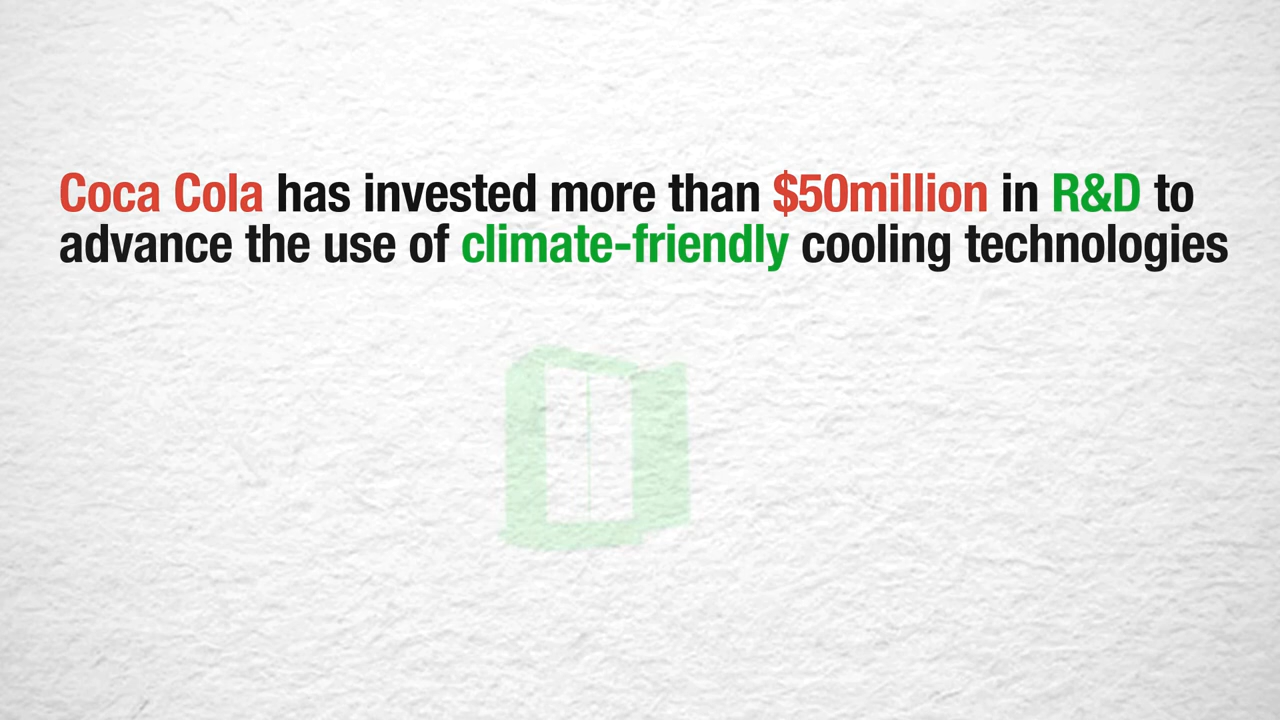 Coca Cola has invested more than $50million in R&D to
advance the use of climate-friendly cooling technologies